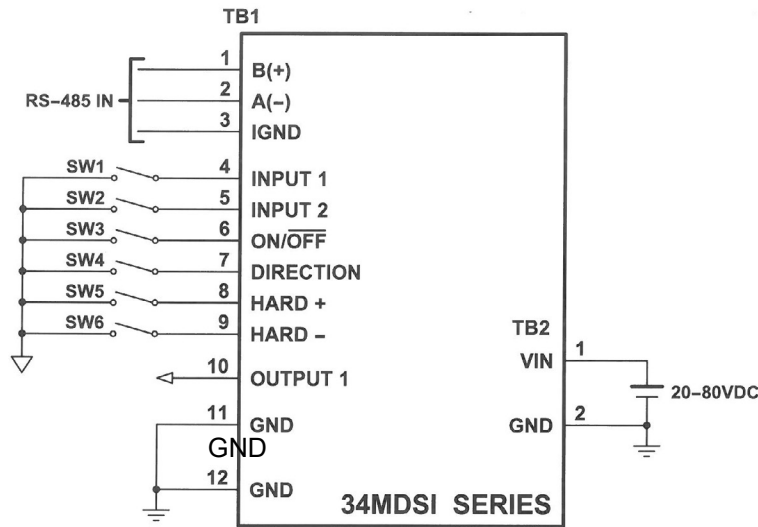 TB1
1 B(+)
RS-485 IN 2 A(-)
3 IGND
SW1 4 INPUT 1
SW2 5 INPUT 2
SW3 6 ON/O̅F̅F̅
SW4 7 DIRECTION
SW5 8 HARD +
SW6 9 HARD -
TB2
1 VIN
10 OUTPUT 1
20-80VDC
11 GND
2 GND
GND
12 GND
34MDSI SERIES